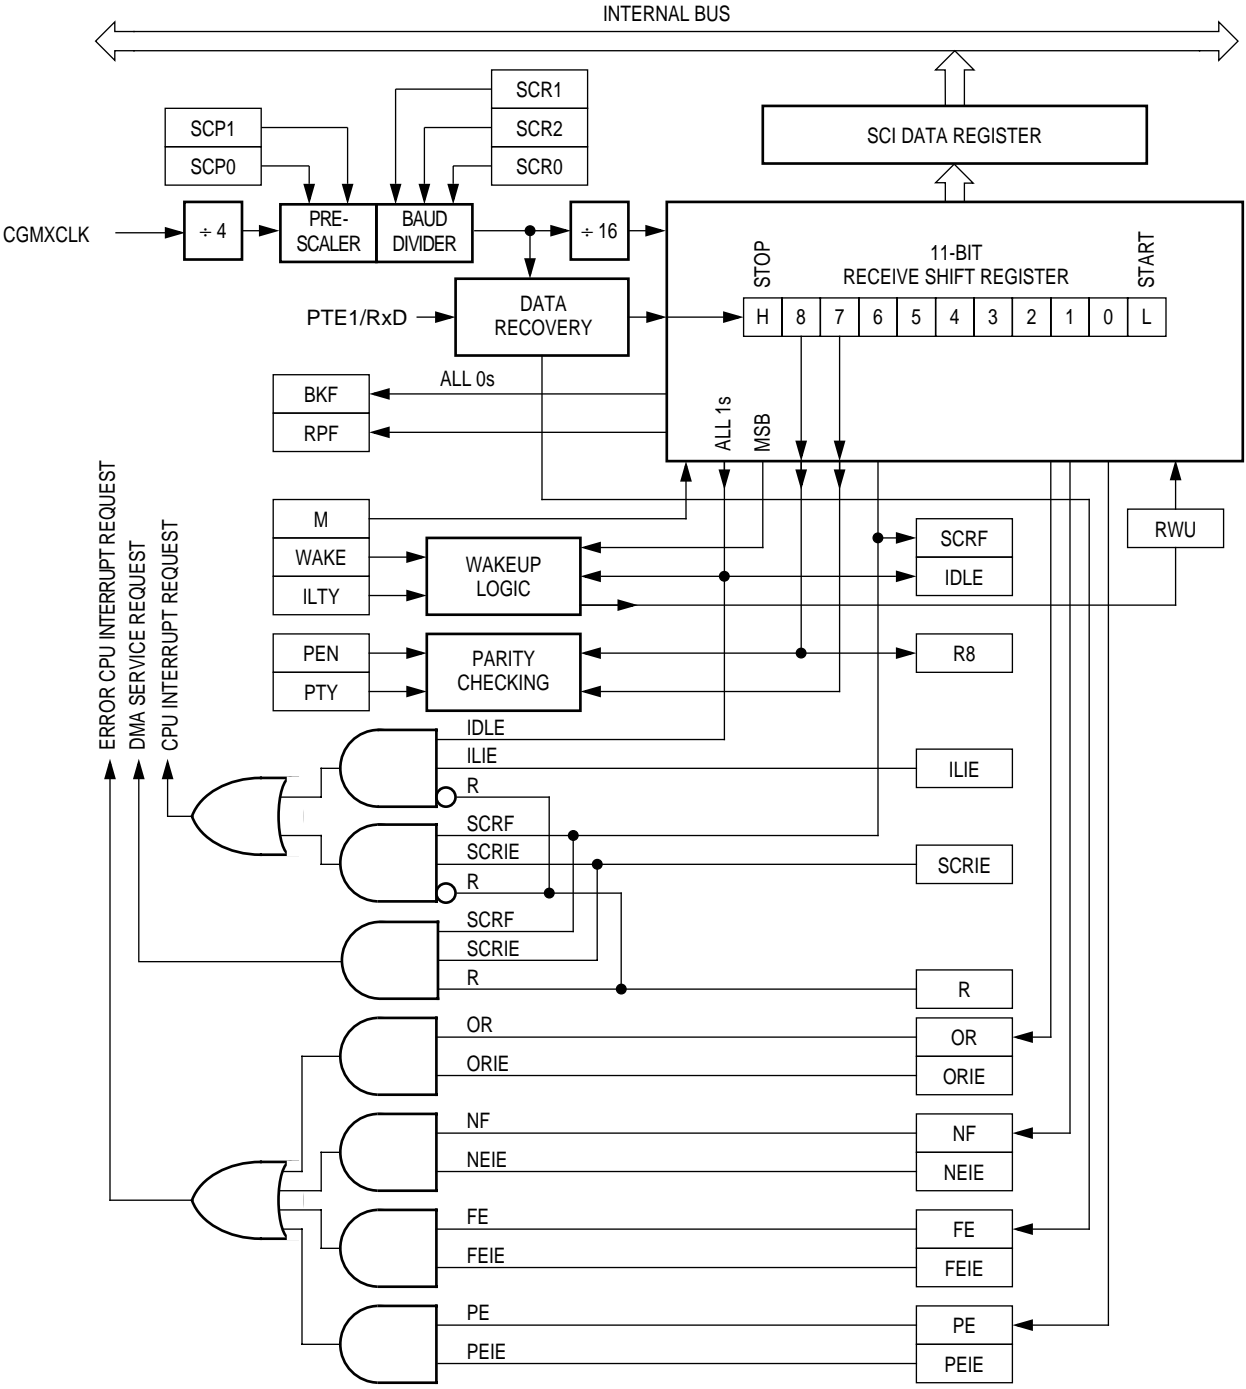 INTERNAL BUS
SCR1
SCR2
SCR0
SCP1
SCP0
SCI DATA REGISTER
CGMXCLK
÷ 4
PRE-
SCALER
BAUD
DIVIDER
÷ 16
STOP
11-BIT
RECEIVE SHIFT REGISTER
START
H 8 7 6 5 4 3 2 1 0 L
PTE1/RxD
DATA
RECOVERY
ALL 0s
BKF
RPF
ALL 1s
MSB
M
WAKE
ILTY
WAKEUP
LOGIC
SCRF
IDLE
RWU
PEN
PTY
PARITY
CHECKING
R8
ERROR CPU INTERRUPT REQUEST
DMA SERVICE REQUEST
CPU INTERRUPT REQUEST
IDLE
ILIE
R
ILIE
SCRF
SCRIE
R
SCRIE
SCRF
SCRIE
R
R
OR
ORIE
OR
ORIE
NF
NEIE
NF
NEIE
FE
FEIE
FE
FEIE
PE
PEIE
PE
PEIE